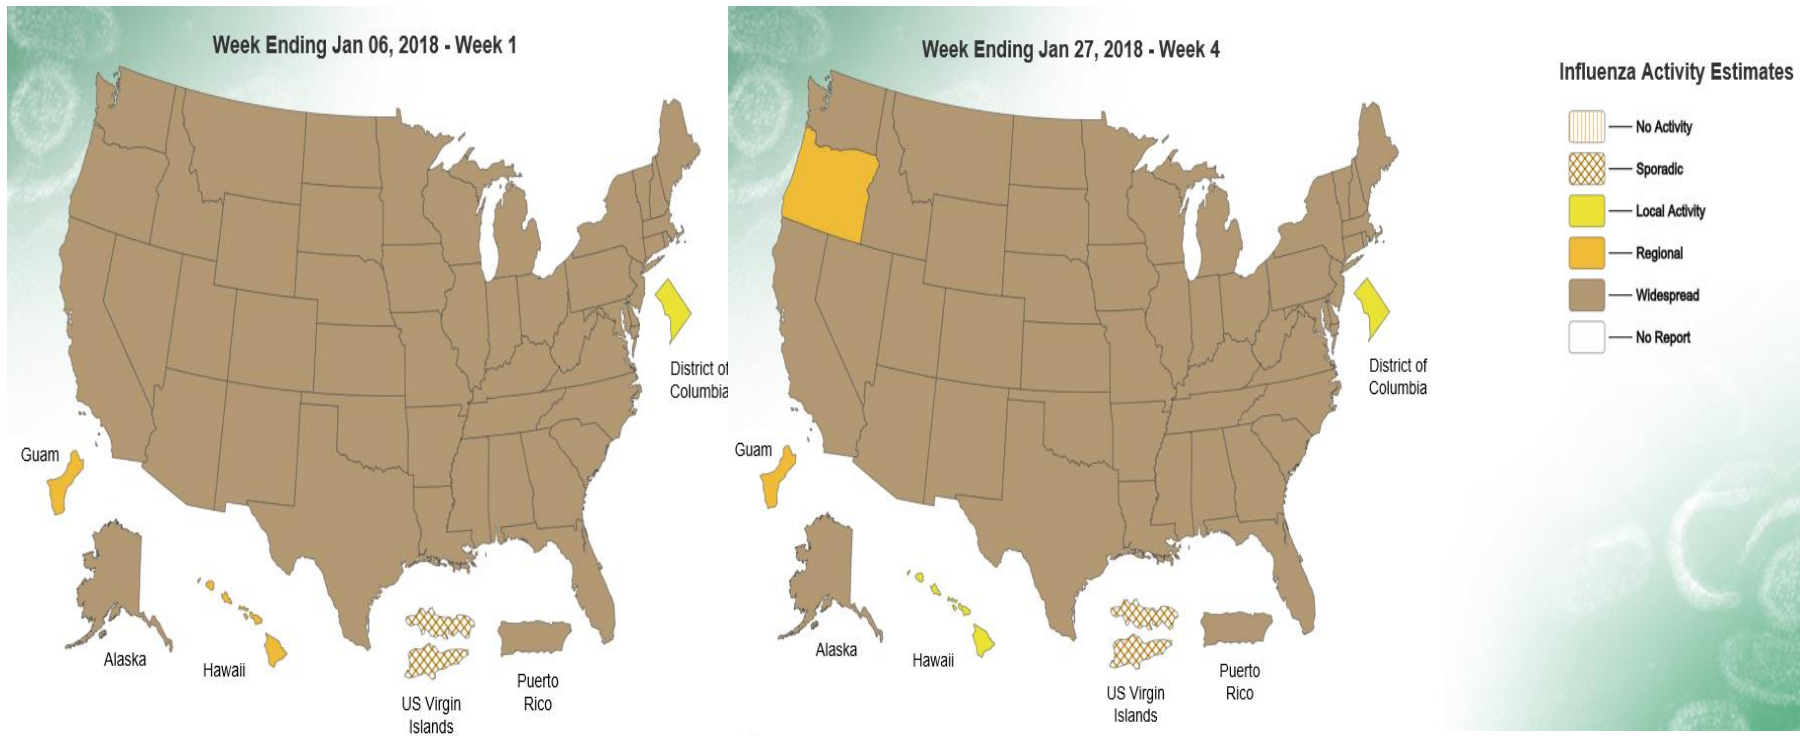 Week Ending Jan 06, 2018 - Week 1
District of
Columbia
Guam
Alaska
Hawaii
US Virgin
Islands
Puerto
Rico
Week Ending Jan 27, 2018 - Week 4
District of
Columbia
Guam
Alaska
Hawaii
US Virgin
Islands
Puerto
Rico
Influenza Activity Estimates
No Activity
Sporadic
Local Activity
Regional
Widespread
No Report